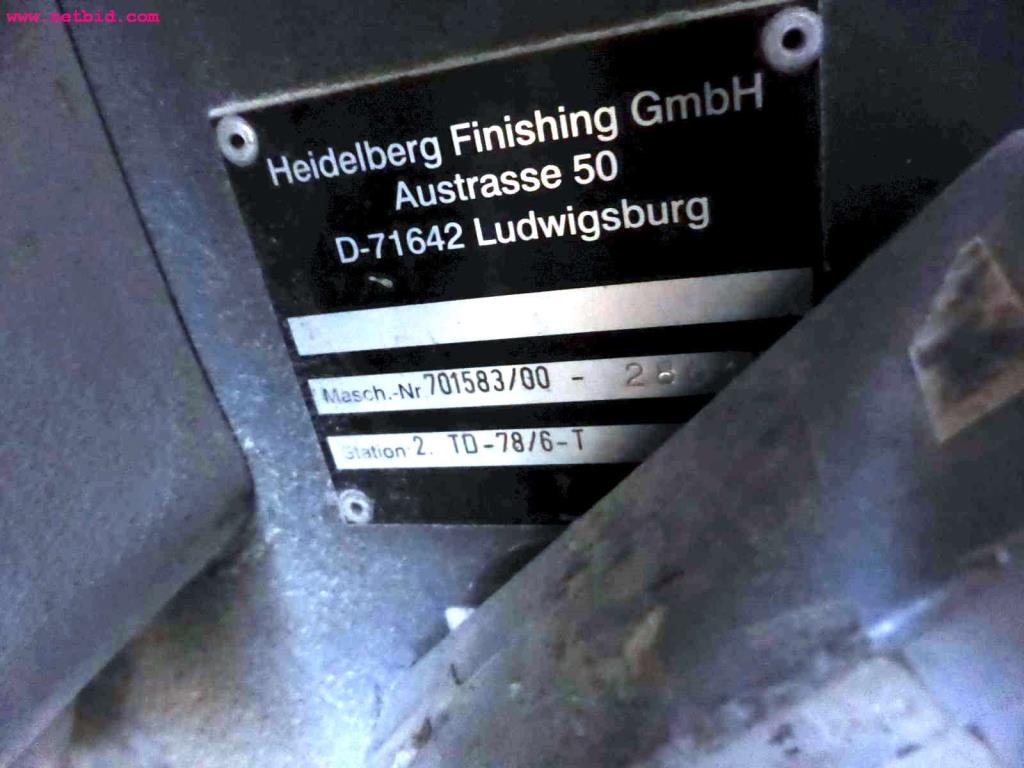 www.netbid.com
Heidelberg Finishing GmbH
Austrasse 50
D-71642 Ludwigsburg
Masch.-Nr 701583/00 -
Station 2. TD-78/6-T